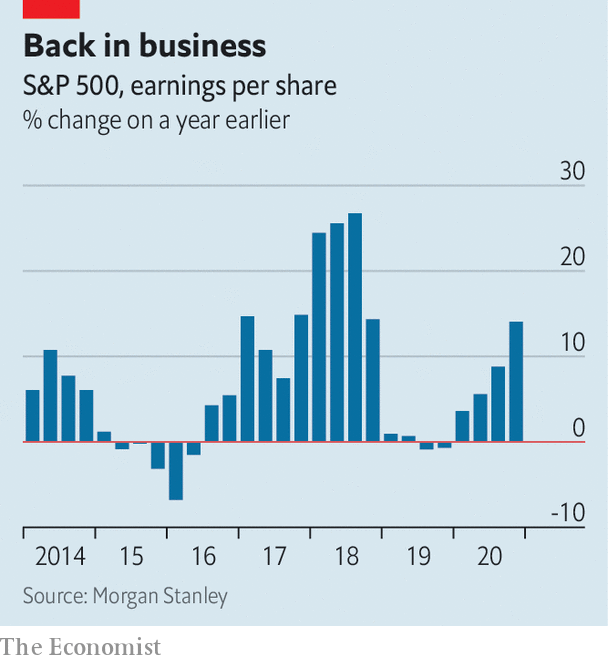 Back in business
S&P 500, earnings per share
% change on a year earlier
30
20
10
0
-10
2014 15 16 17 18 19 20
Source: Morgan Stanley
The Economist